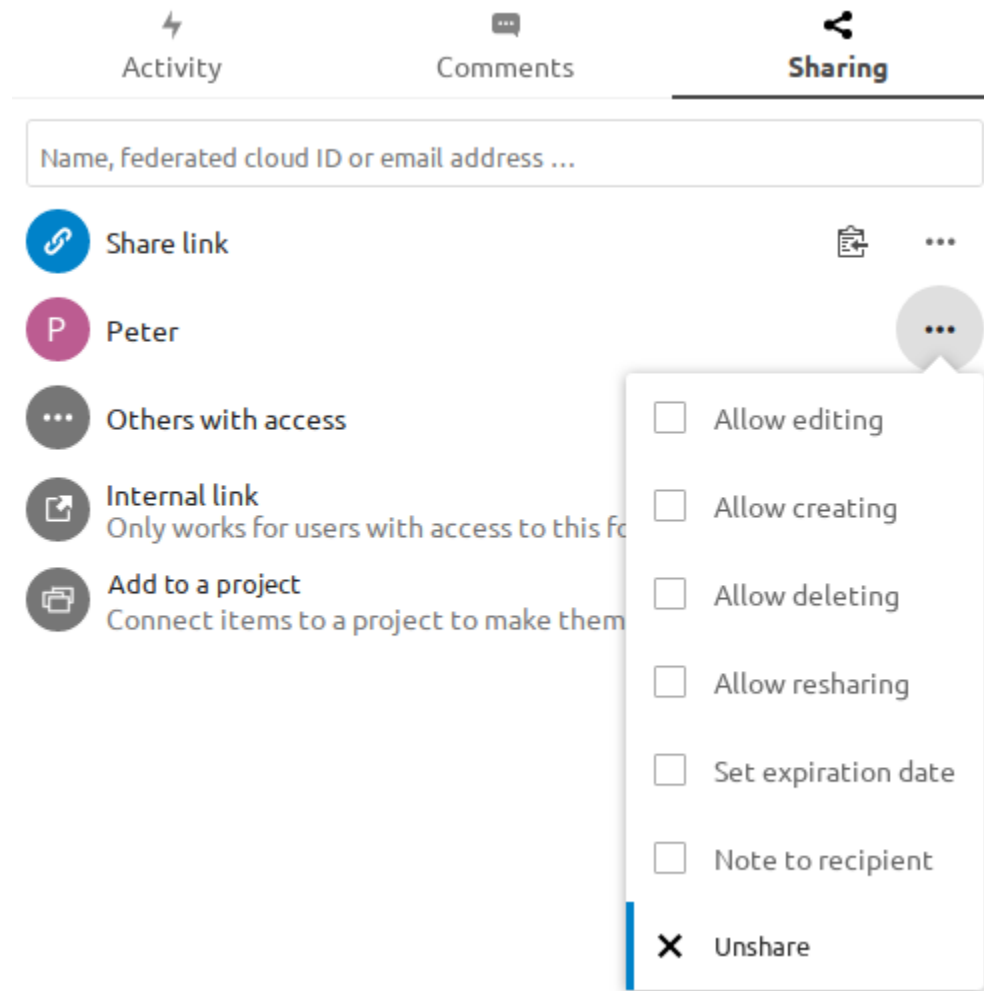 Activity
Comments
Sharing
Name, federated cloud ID or email address ...
Share link
P
Peter
Others with access
Internal link
Only works for users with access to this
Add to a project
Connect items to a project to make them
Allow editing
Allow creating
Allow deleting
Allow resharing
Set expiration date
Note to recipient
Unshare